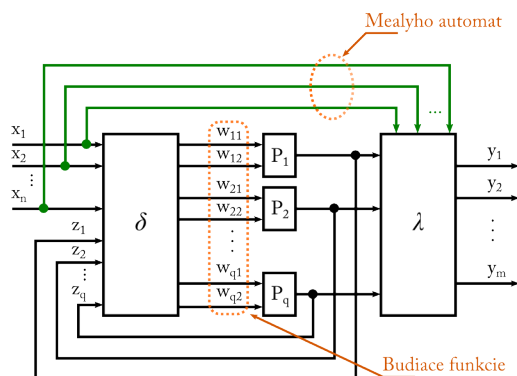 Mealyho automat
...
x1
x2
...
xn
z1
z2
...
zq
δ
w11
w12
w21
w22
...
wq1
wq2
P1
P2
Pq
λ
y1
y2
...
ym
Budiace funkcie